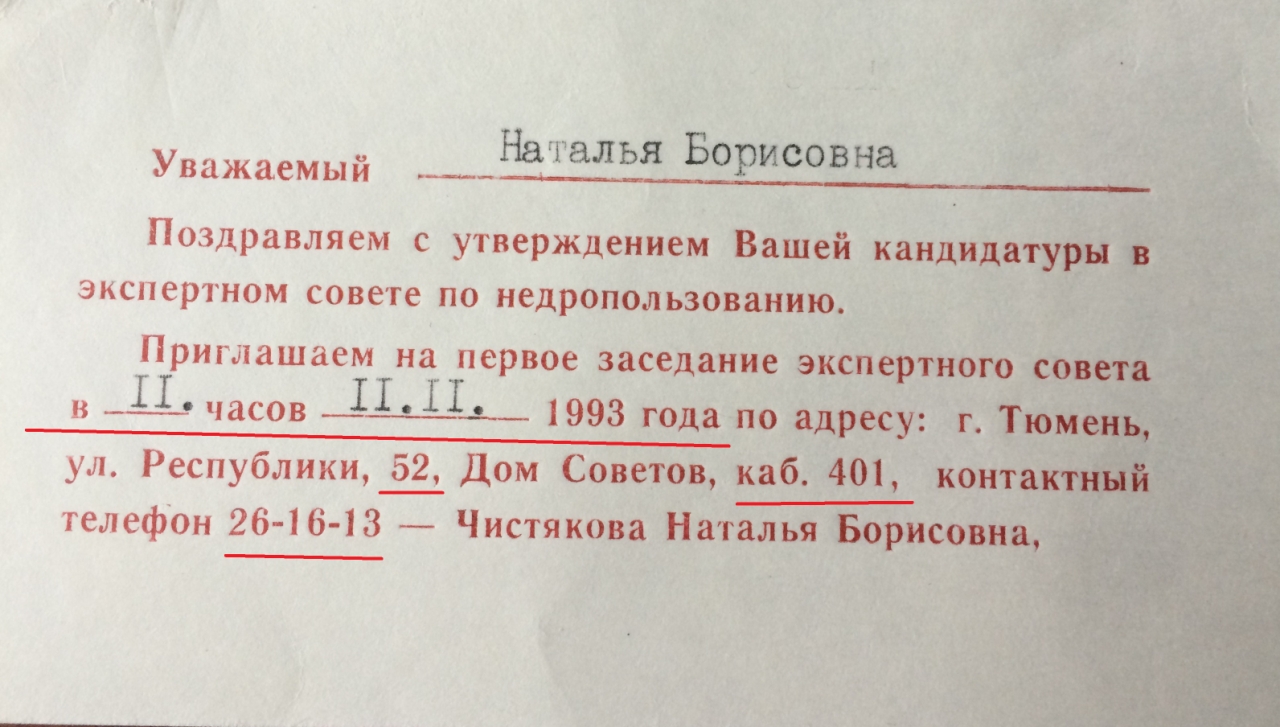 Уважаемый Наталья Борисовна
Поздравляем с утверждением Вашей кандидатуры в
экспертном совете по недропользованию.
Приглашаем на первое заседание экспертного совета
в II. часов II.II. 1993 года по адресу: г. Тюмень,
ул. Республики, 52, Дом Советов, каб. 401, контактный
телефон 26-16-13 — Чистякова Наталья Борисовна,